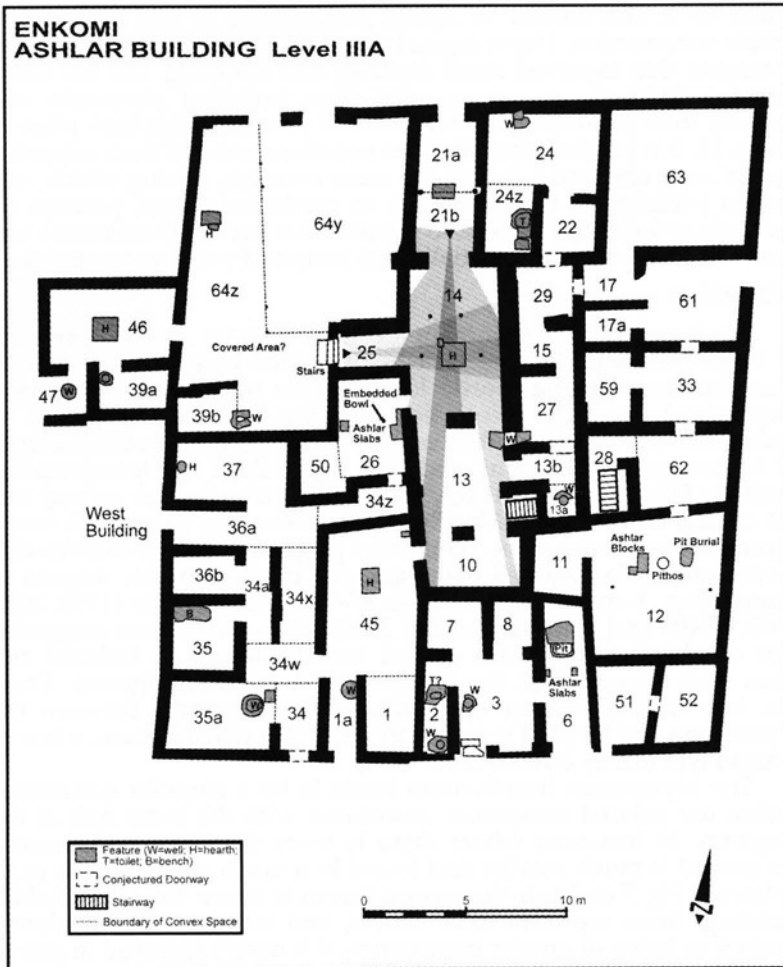 ENKOMI
ASHLAR BUILDING Level IIIA
21a
W
24
63
64y
24z
21b
T
22
H
64z
14
29
17
61
46
H
17a
Covered Area?
25
H
15
Stairs
39a
W
47
Embedded
Bowl
59
33
39b
W
Ashlar
Slabs
27
W
H
37
50
26
13
13b
28
62
34z
W
13a
West
Building
36a
Ashlar
Blocks
Pit Burial
36b
34a
34x
H
10
11
Pithos
B
35
45
7
8
12
Pit
34w
Ashlar
Slabs
T?
W
W
W
35a
34
1a
1
2
3
6
51
52
W
Feature (W=well; H=hearth;
T=toilet; B=bench)
Conjectured Doorway
Stairway
Boundary of Convex Space
0
5
10 m
N